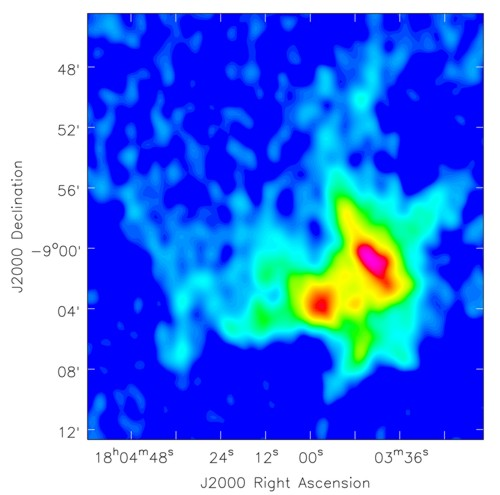 48'
52'
56'
−9°00'
04'
08'
12'
J2000 Declination
18ʰ04ᵐ48ˢ 24ˢ 12ˢ 00ˢ 03ᵐ36ˢ
J2000 Right Ascension